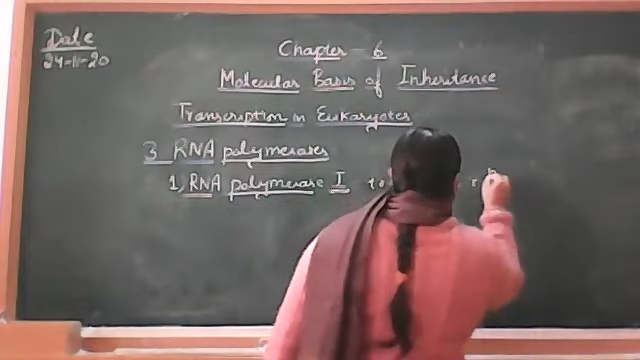 Date
24-11-20
Chapter - 6
Molecular Basis of Inheritance
Transcription in Eukaryotes
3 RNA polymerases
1) RNA polymerase I